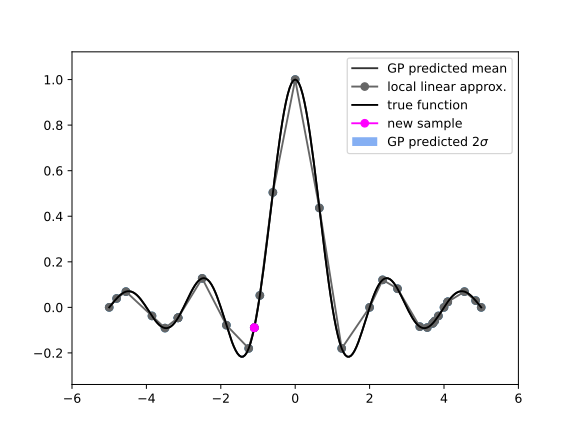 GP predicted mean
local linear approx.
true function
new sample
GP predicted 2σ
1.0
0.8
0.6
0.4
0.2
0.0
−0.2
−6 −4 −2 0 2 4 6